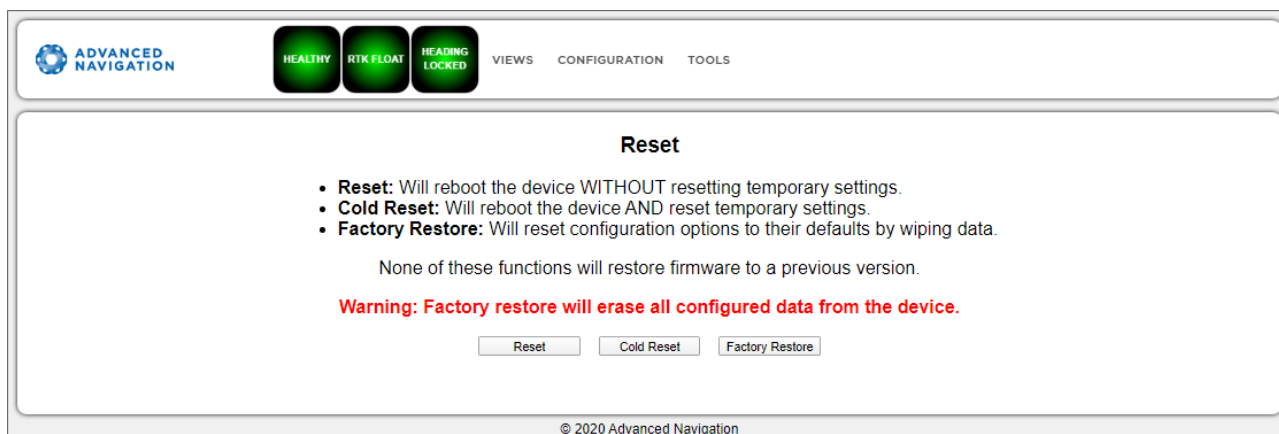 ADVANCED
NAVIGATION
HEALTHY
RTK FLOAT
HEADING
LOCKED
VIEWS CONFIGURATION TOOLS
Reset
• Reset: Will reboot the device WITHOUT resetting temporary settings.
• Cold Reset: Will reboot the device AND reset temporary settings.
• Factory Restore: Will reset configuration options to their defaults by wiping data.
None of these functions will restore firmware to a previous version.
Warning: Factory restore will erase all configured data from the device.
Reset Cold Reset Factory Restore
© 2020 Advanced Navigation